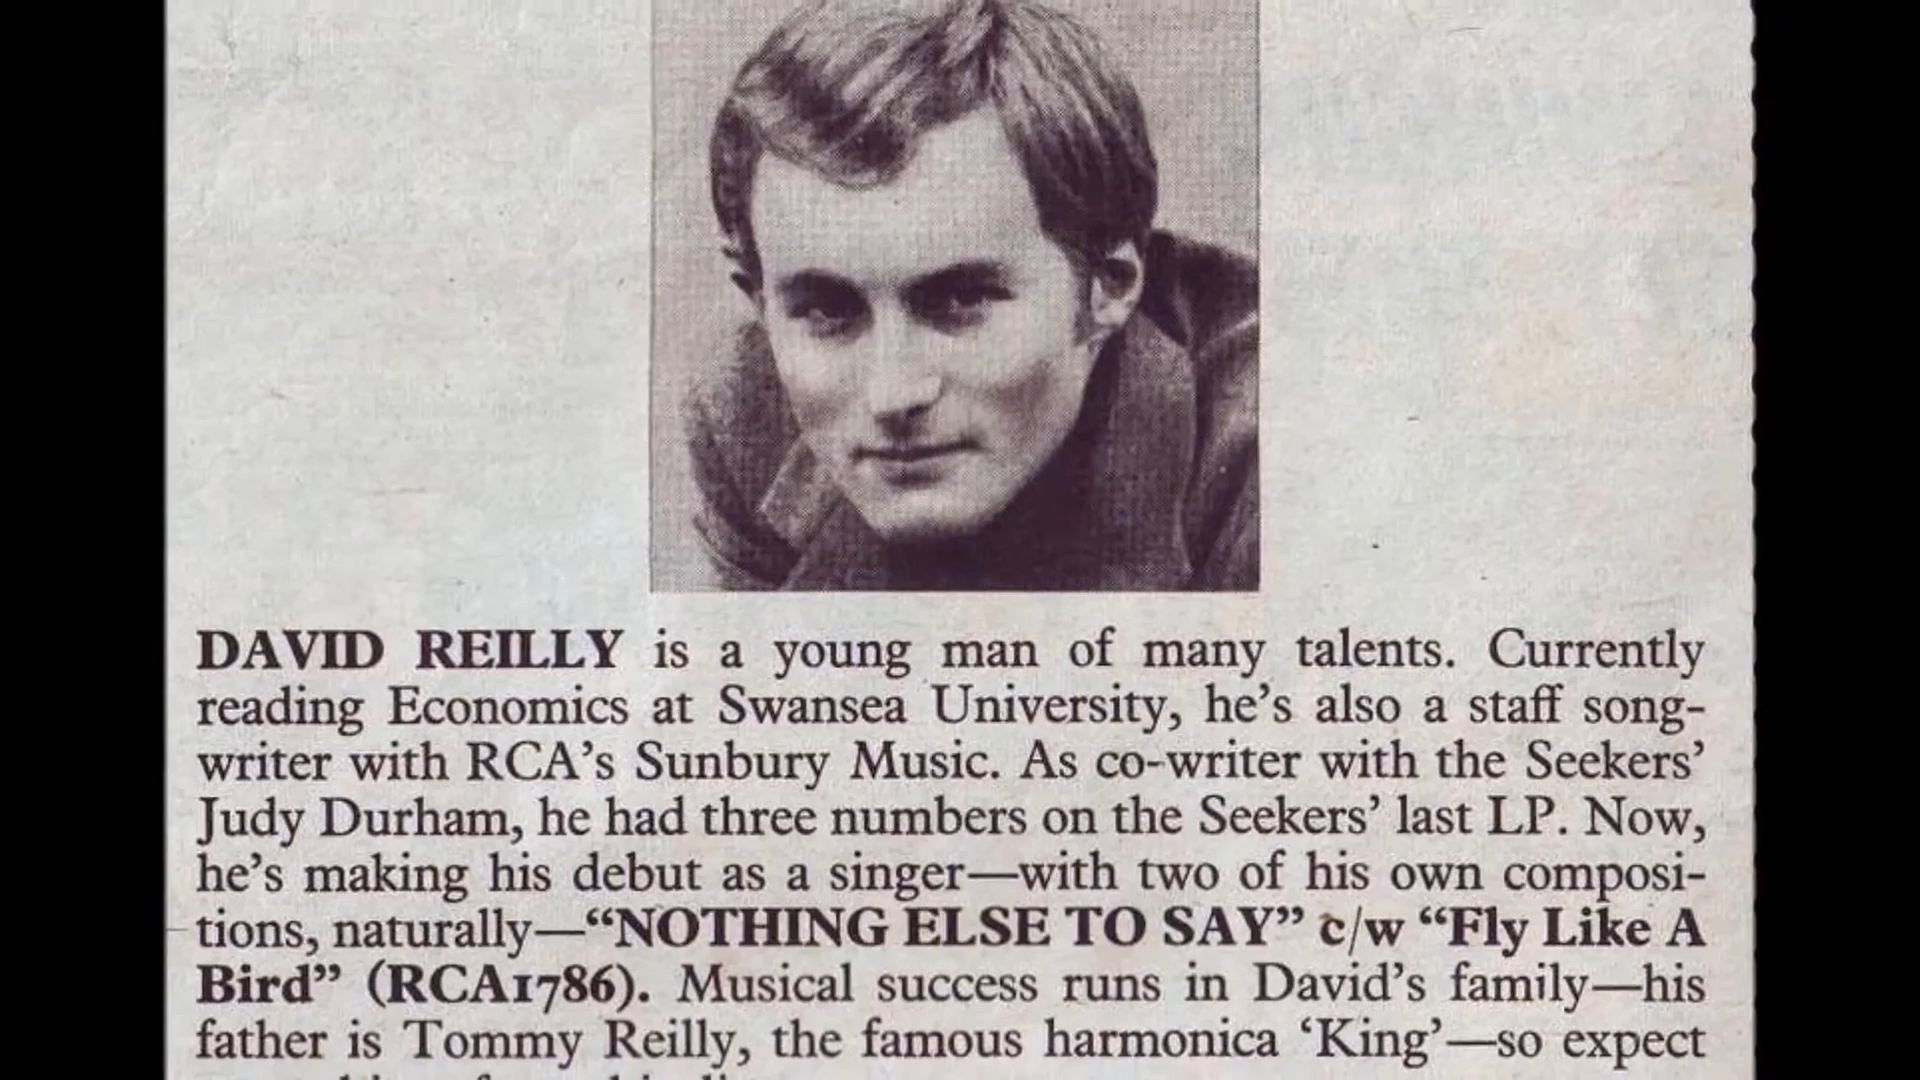 DAVID REILLY is a young man of many talents. Currently
reading Economics at Swansea University, he's also a staff song-
writer with RCA's Sunbury Music. As co-writer with the Seekers'
Judy Durham, he had three numbers on the Seekers' last LP. Now,
he's making his debut as a singer—with two of his own composi-
tions, naturally—“NOTHING ELSE TO SAY” c/w “Fly Like A
Bird” (RCA1786). Musical success runs in David's family—his
father is Tommy Reilly, the famous harmonica ‘King’—so expect